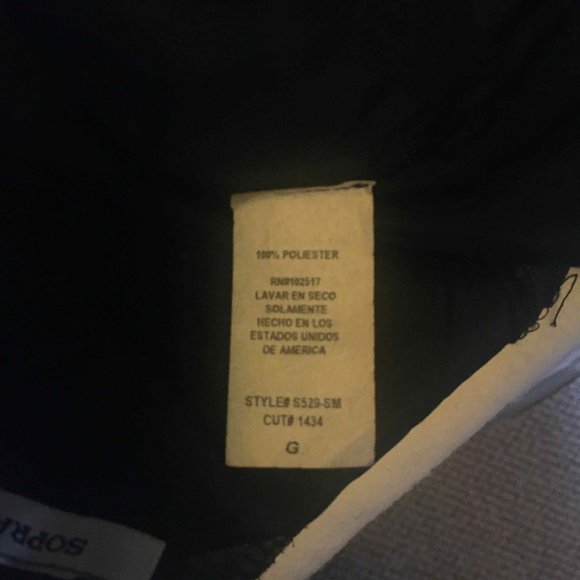 100% POLIESTER
RN#102517
LAVAR EN SECO
SOLAMENTE
HECHO EN LOS
ESTADOS UNIDOS
DE AMERICA
STYLE# S529-SM
CUT# 1434
G
SOPRA